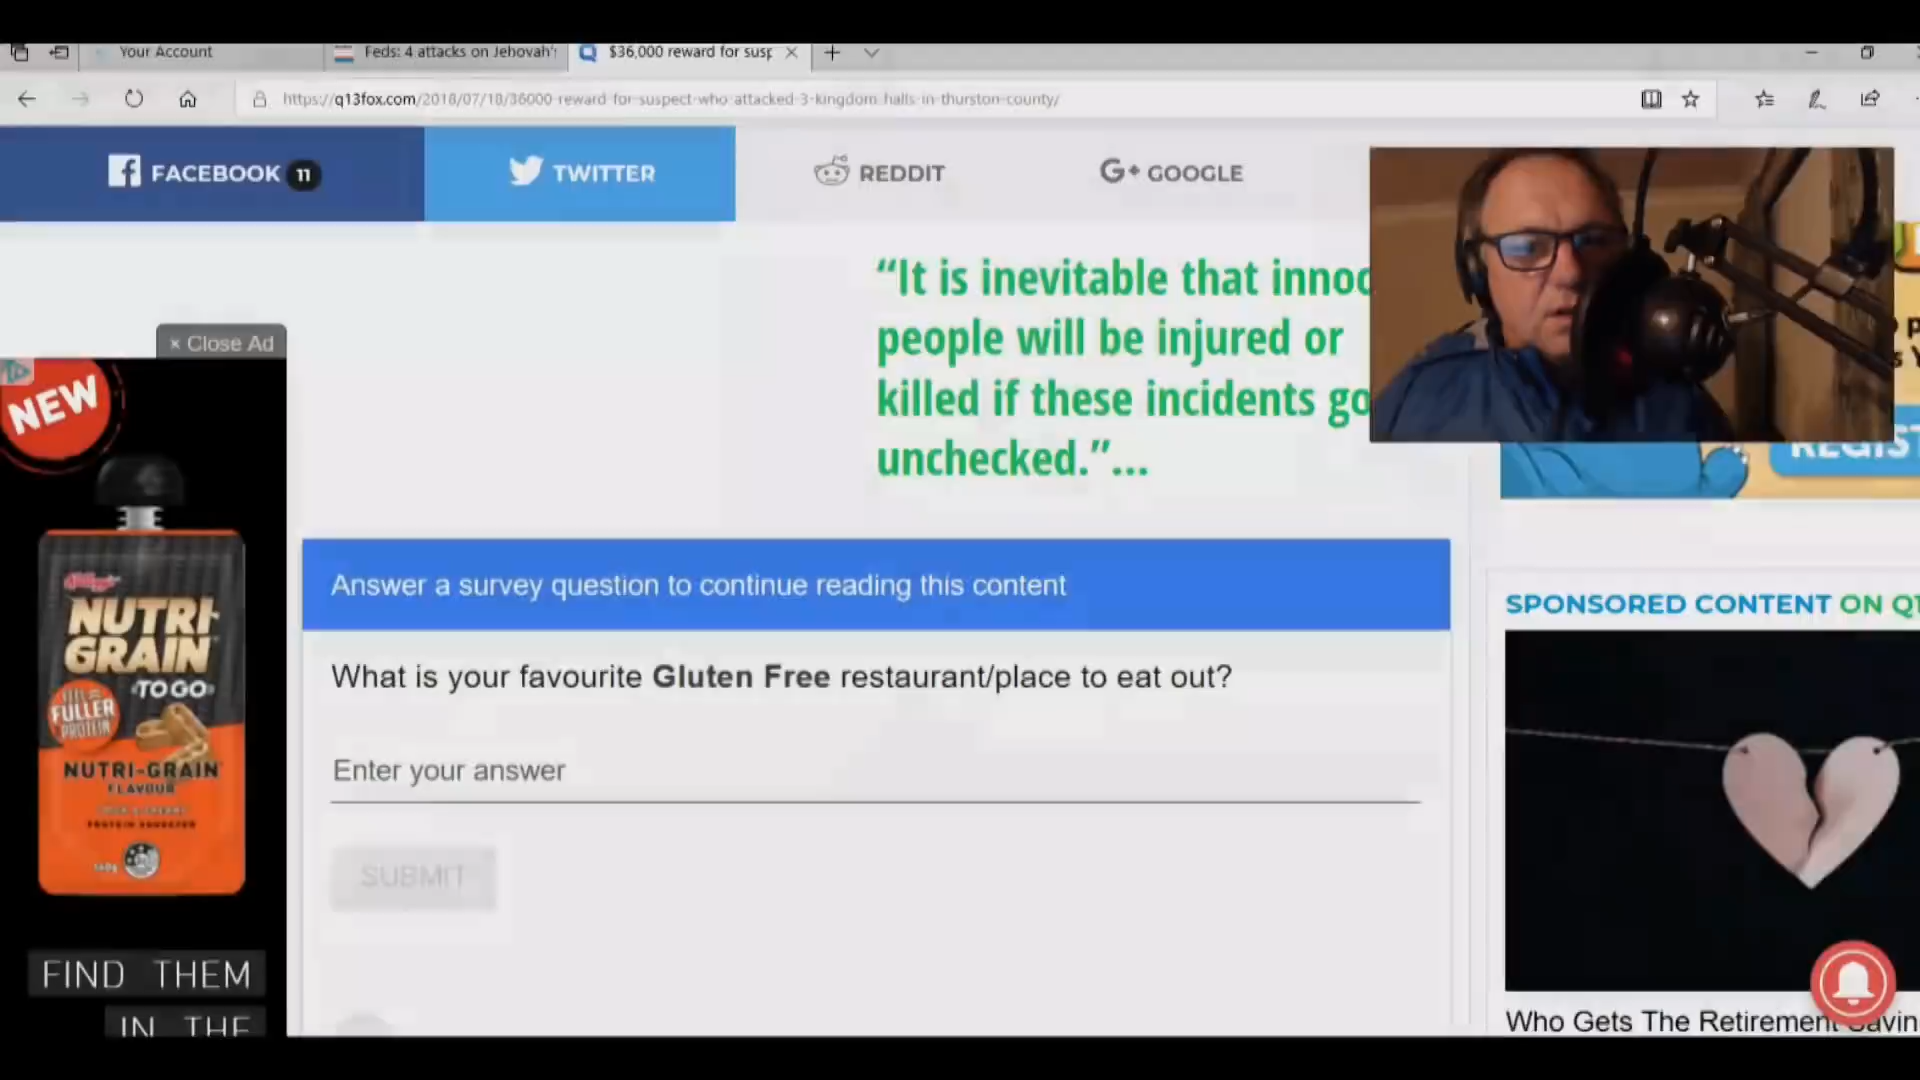 Your Account
Feds: 4 attacks on Jehovah's
$36,000 reward for susp
https://q13fox.com/2018/07/18/36000-reward-for-suspect-who-attacked-3-kingdom-halls-in-thurston-county/
FACEBOOK 11
TWITTER
REDDIT
G+ GOOGLE
“It is inevitable that innoc
people will be injured or
killed if these incidents go
unchecked.”...
× Close Ad
NEW
Kellogg's
NUTRI-
GRAIN
TO GO
FULLER
PROTEIN
NUTRI-GRAIN
FLAVOUR
140g
FIND THEM
IN THE
Answer a survey question to continue reading this content
What is your favourite Gluten Free restaurant/place to eat out?
Enter your answer
SUBMIT
REGIST
SPONSORED CONTENT ON Q1
Who Gets The Retirement Savin